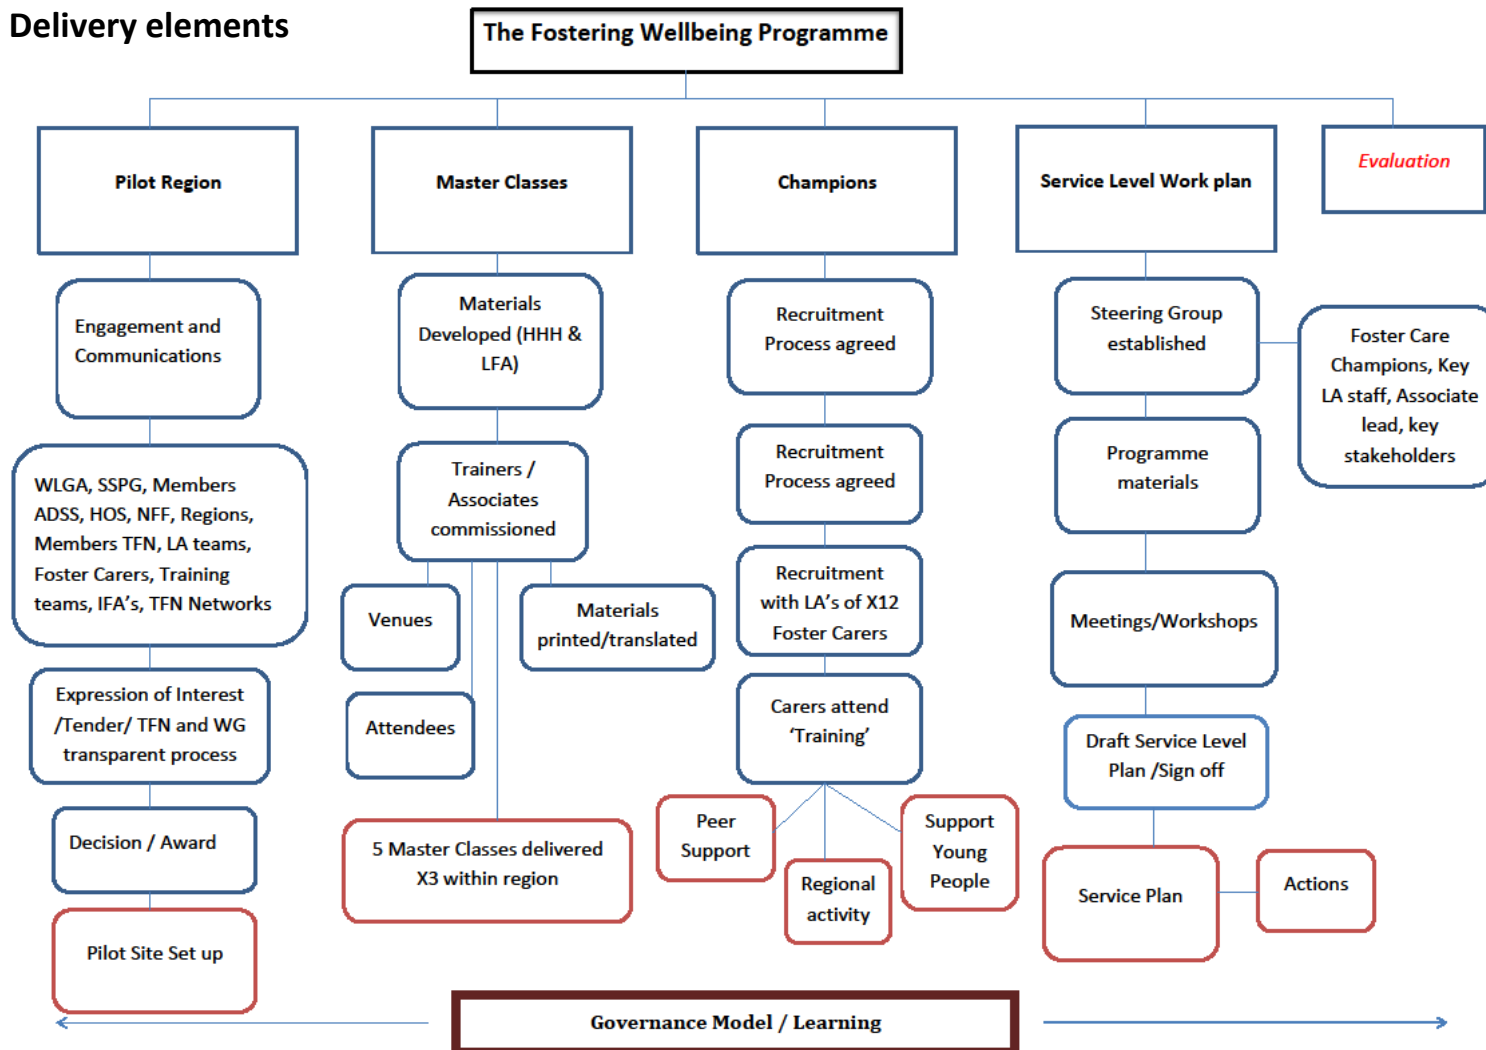 Delivery elements
The Fostering Wellbeing Programme
Pilot Region
Master Classes
Champions
Service Level Work plan
Evaluation
Engagement and
Communications
WLGA, SSPG, Members
ADSS, HOS, NFF, Regions,
Members TFN, LA teams,
Foster Carers, Training
teams, IFA's, TFN Networks
Expression of Interest
/Tender/ TFN and WG
transparent process
Decision / Award
Pilot Site Set up
Materials
Developed (HHH &
LFA)
Trainers /
Associates
commissioned
Venues
Attendees
Materials
printed/translated
5 Master Classes delivered
X3 within region
Recruitment
Process agreed
Recruitment
Process agreed
Recruitment
with LA's of X12
Foster Carers
Carers attend
‘Training’
Peer
Support
Regional
activity
Support
Young
People
Steering Group
established
Foster Care
Champions, Key
LA staff, Associate
lead, key
stakeholders
Programme
materials
Meetings/Workshops
Draft Service Level
Plan /Sign off
Service Plan
Actions
Governance Model / Learning